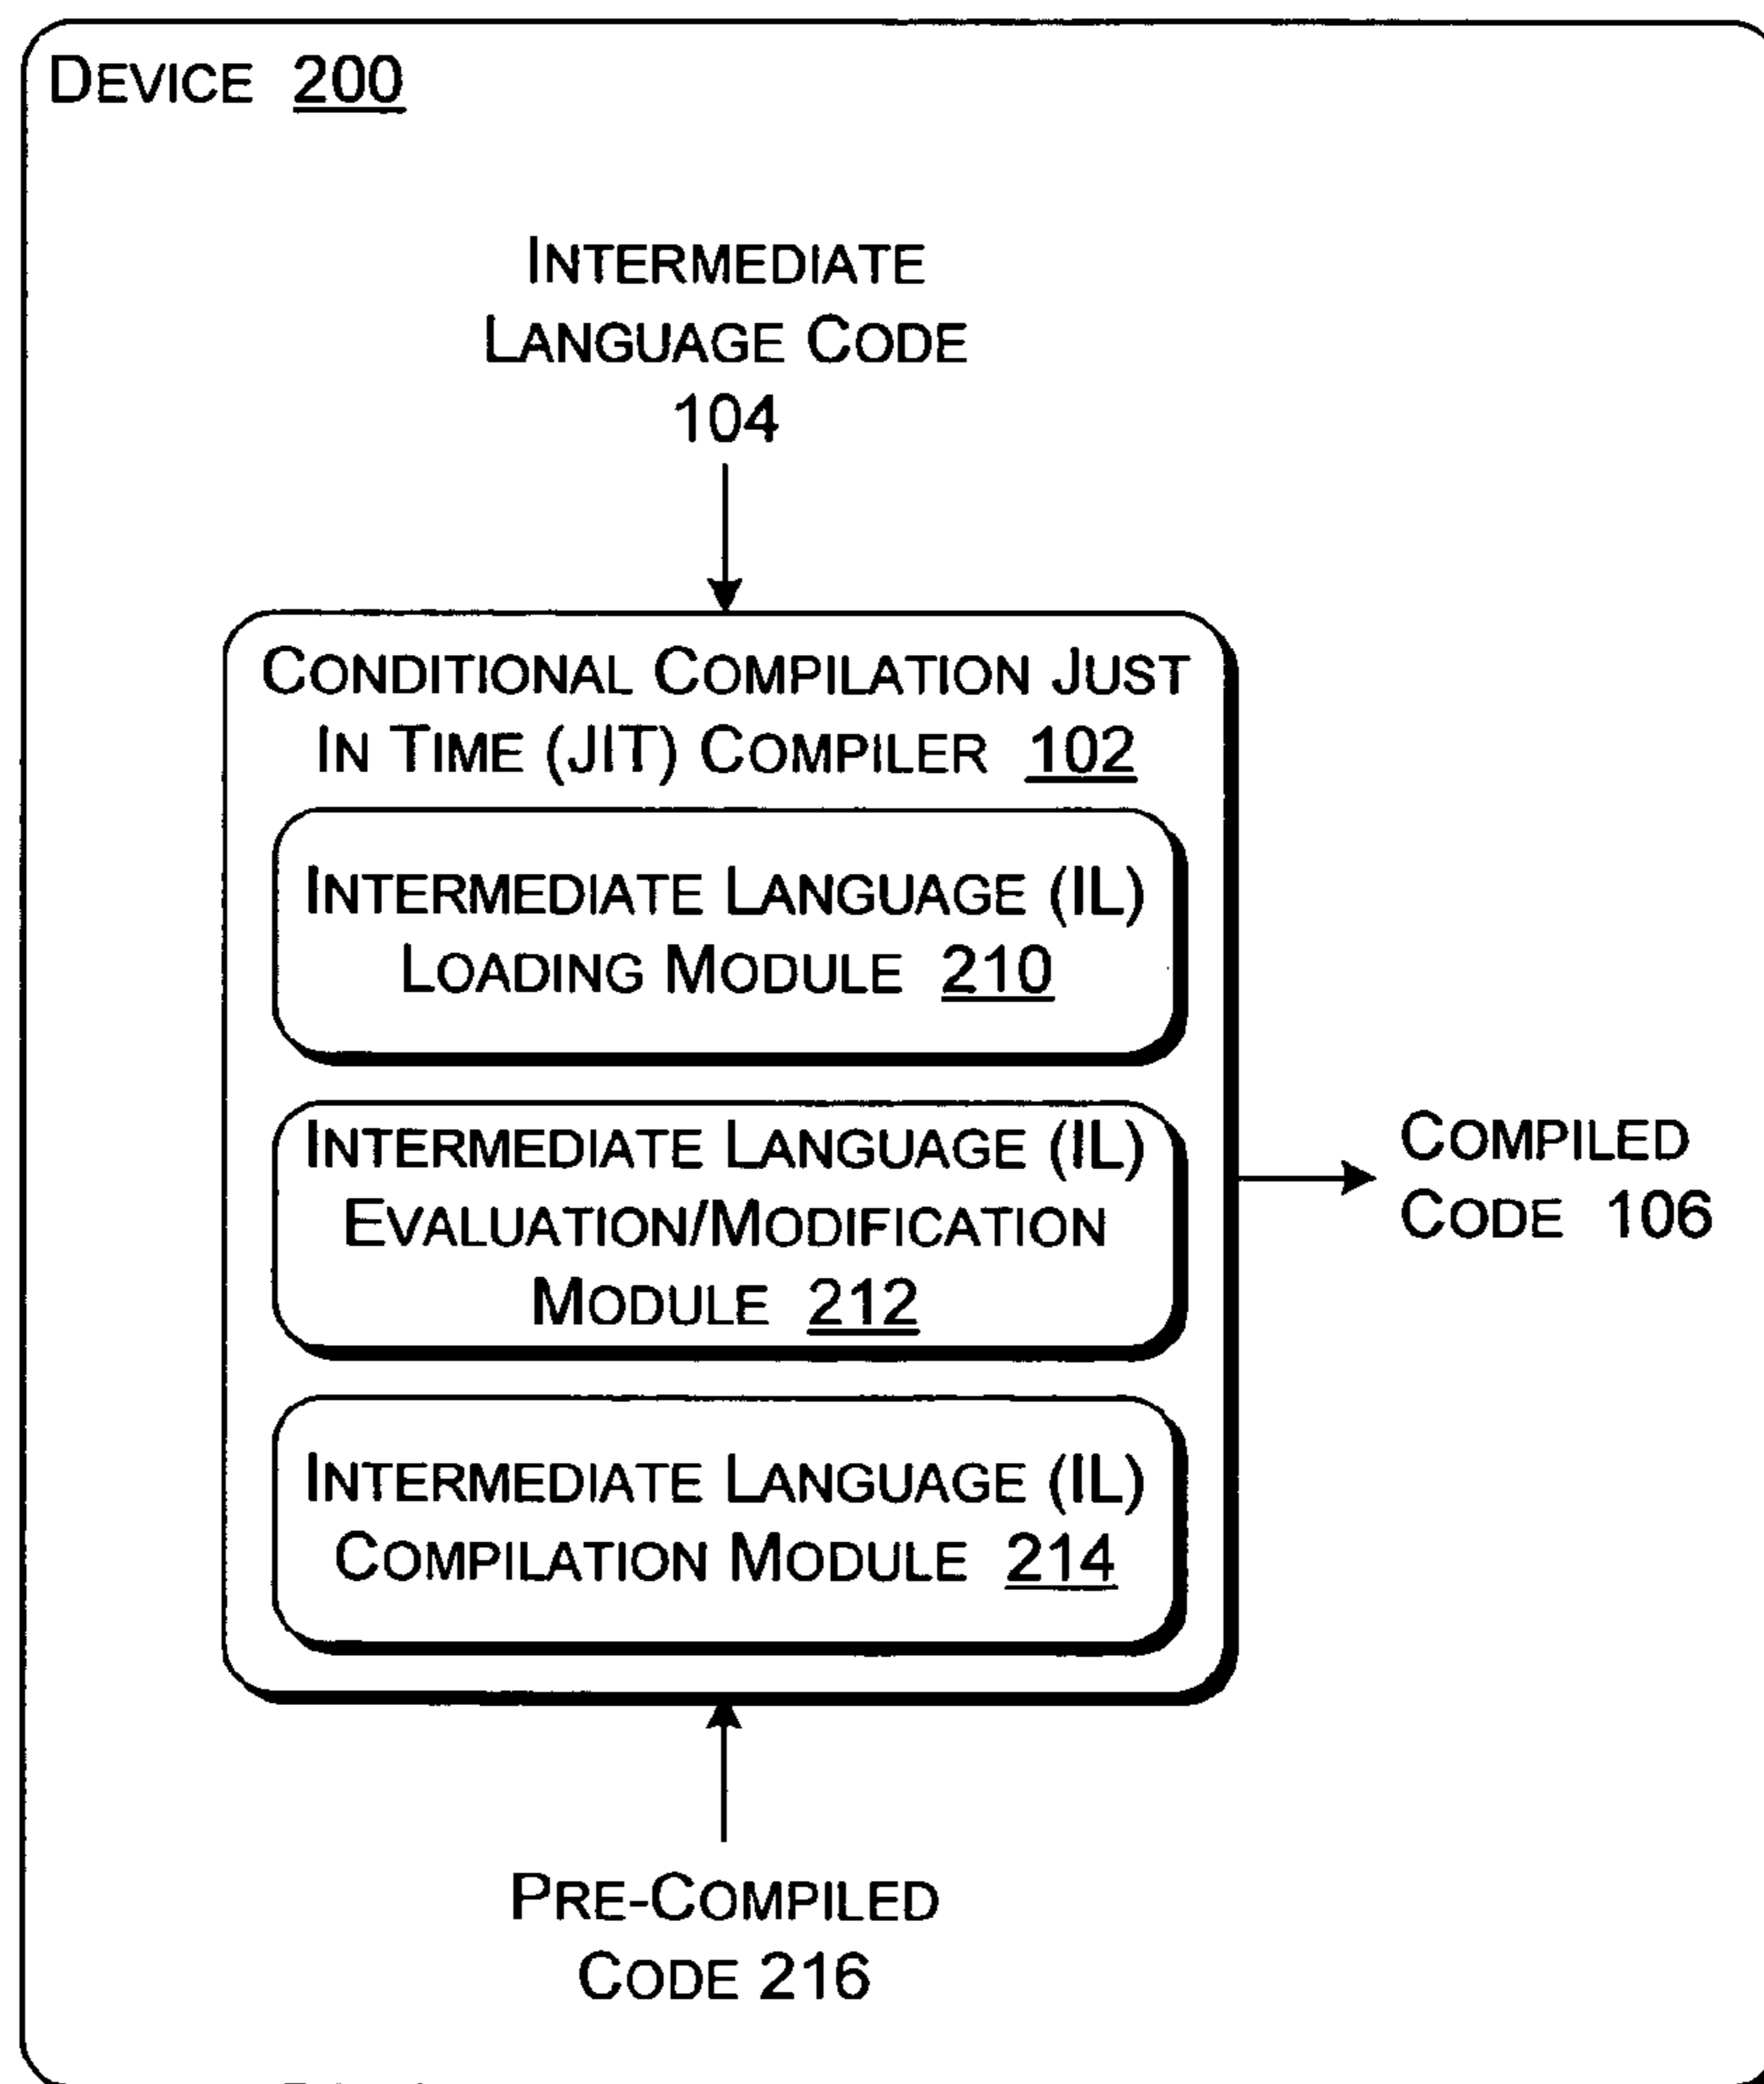 DEVICE 200
INTERMEDIATE
LANGUAGE CODE
104
CONDITIONAL COMPILATION JUST
IN TIME (JIT) COMPILER 102
INTERMEDIATE LANGUAGE (IL)
LOADING MODULE 210
INTERMEDIATE LANGUAGE (IL)
EVALUATION/MODIFICATION
MODULE 212
INTERMEDIATE LANGUAGE (IL)
COMPILATION MODULE 214
COMPILED
CODE 106
PRE-COMPILED
CODE 216